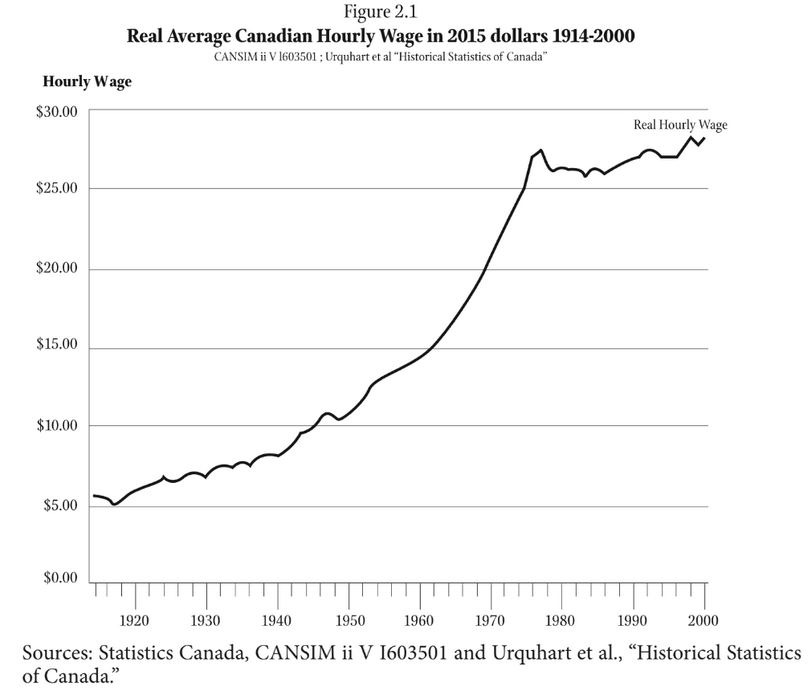 Figure 2.1
Real Average Canadian Hourly Wage in 2015 dollars 1914-2000
CANSIM ii V I603501 ; Urquhart et al “Historical Statistics of Canada”
Hourly Wage
$30.00
Real Hourly Wage
$25.00
$20.00
$15.00
$10.00
$5.00
$0.00
1920 1930 1940 1950 1960 1970 1980 1990 2000
Sources: Statistics Canada, CANSIM ii V I603501 and Urquhart et al., “Historical Statistics
of Canada.”